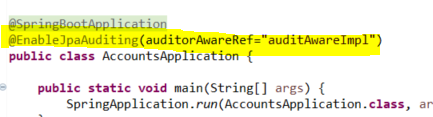 @SpringBootApplication
@EnableJpaAuditing(auditorAwareRef="auditAwareImpl")
public class AccountsApplication {
public static void main(String[] args) {
SpringApplication.run(AccountsApplication.class, ar